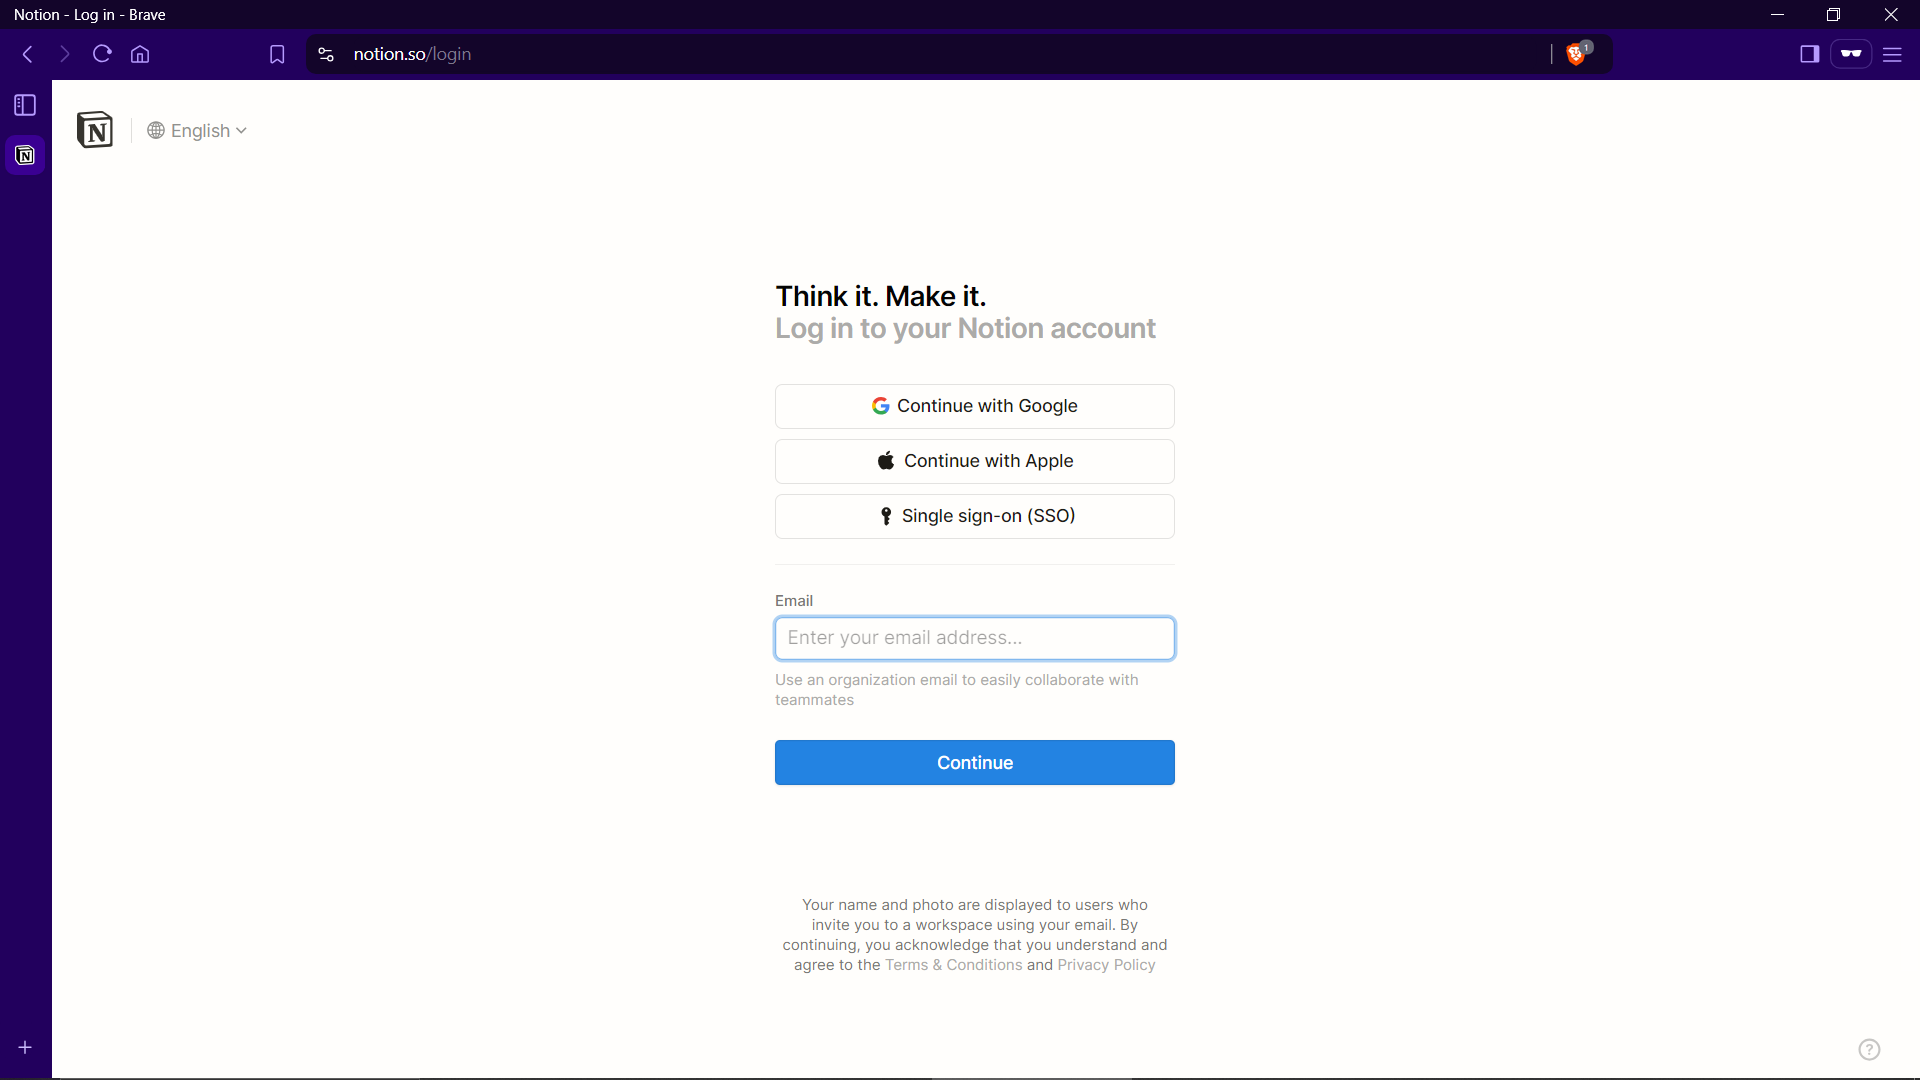 Notion - Log in - Brave
notion.so/login
1
N
English
N
Think it. Make it.
Log in to your Notion account
Continue with Google
Continue with Apple
Single sign-on (SSO)
Email
Enter your email address...
Use an organization email to easily collaborate with
teammates
Continue
Your name and photo are displayed to users who
invite you to a workspace using your email. By
continuing, you acknowledge that you understand and
agree to the Terms & Conditions and Privacy Policy
?